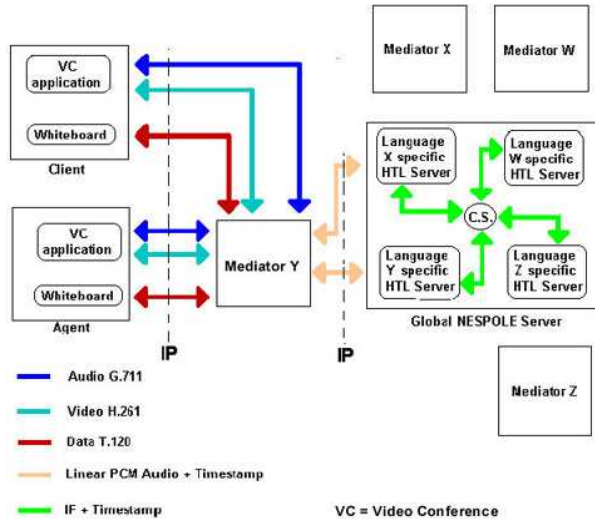 VC
application
Whiteboard
Client
VC
application
Whiteboard
Agent
Mediator Y
Mediator X
Mediator W
Language
X specific
HTL Server
Language
W specific
HTL Server
C.S.
Language
Y specific
HTL Server
Language
Z specific
HTL Server
Global NESPOLE Server
IP
IP
Mediator Z
Audio G.711
Video H.261
Data T.120
Linear PCM Audio + Timestamp
IF + Timestamp
VC = Video Conference